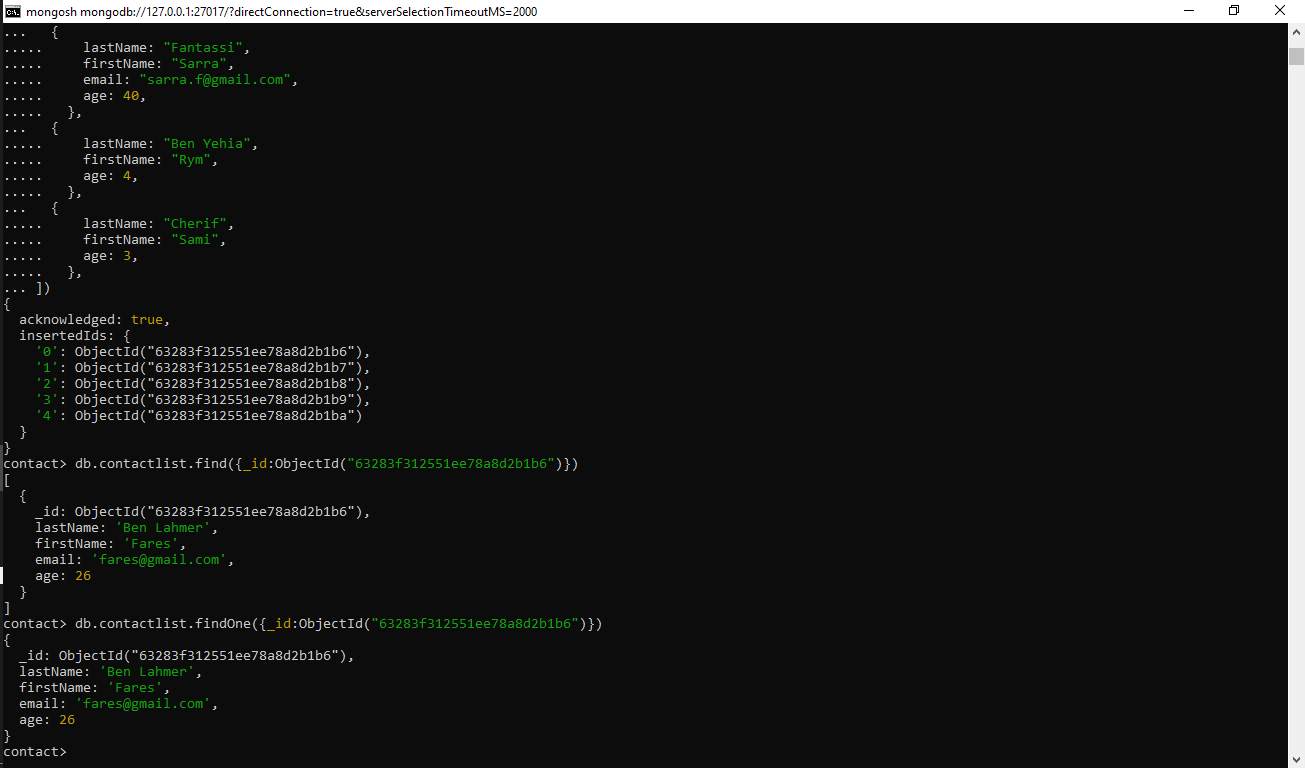 mongosh mongodb://127.0.0.1:27017/?directConnection=true&serverSelectionTimeoutMS=2000
...   {
.....     lastName: "Fantassi",
.....     firstName: "Sarra",
.....     email: "sarra.f@gmail.com",
.....     age: 40,
.....   },
...   {
.....     lastName: "Ben Yehia",
.....     firstName: "Rym",
.....     age: 4,
.....   },
...   {
.....     lastName: "Cherif",
.....     firstName: "Sami",
.....     age: 3,
.....   },
... ])
{
  acknowledged: true,
  insertedIds: {
    '0': ObjectId("63283f312551ee78a8d2b1b6"),
    '1': ObjectId("63283f312551ee78a8d2b1b7"),
    '2': ObjectId("63283f312551ee78a8d2b1b8"),
    '3': ObjectId("63283f312551ee78a8d2b1b9"),
    '4': ObjectId("63283f312551ee78a8d2b1ba")
  }
}
contact> db.contactlist.find({_id:ObjectId("63283f312551ee78a8d2b1b6")})
[
  {
    _id: ObjectId("63283f312551ee78a8d2b1b6"),
    lastName: 'Ben Lahmer',
    firstName: 'Fares',
    email: 'fares@gmail.com',
    age: 26
  }
]
contact> db.contactlist.findOne({_id:ObjectId("63283f312551ee78a8d2b1b6")})
{
  _id: ObjectId("63283f312551ee78a8d2b1b6"),
  lastName: 'Ben Lahmer',
  firstName: 'Fares',
  email: 'fares@gmail.com',
  age: 26
}
contact>